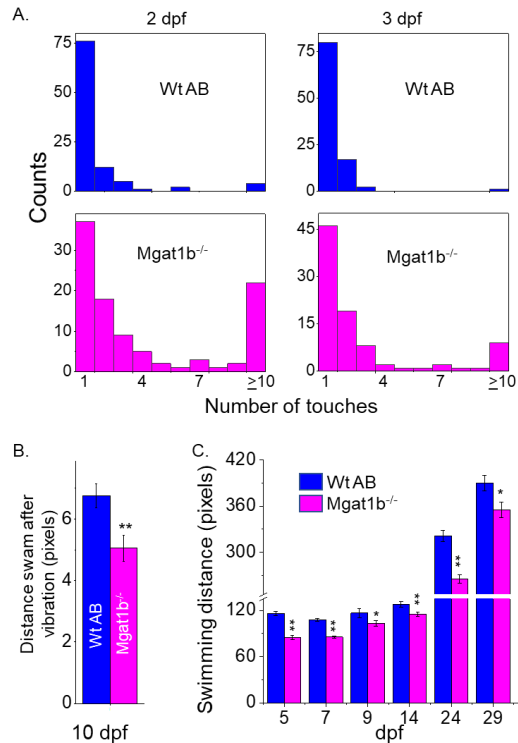 A.
2 dpf
3 dpf
75
50
25
0
Wt AB
75
50
25
0
Wt AB
Counts
30
20
10
0
Mgat1b-/-
1
4
7
≥10
45
30
15
0
Mgat1b-/-
1
4
7
≥10
Number of touches
B.
Distance swam after
vibration (pixels)
6
4
2
0
Wt AB
Mgat1b-/-
**
10 dpf
C.
Swimming distance (pixels)
420
360
300
120
60
0
Wt AB
Mgat1b-/-
**
**
*
**
**
*
5
7
9
14
24
29
dpf